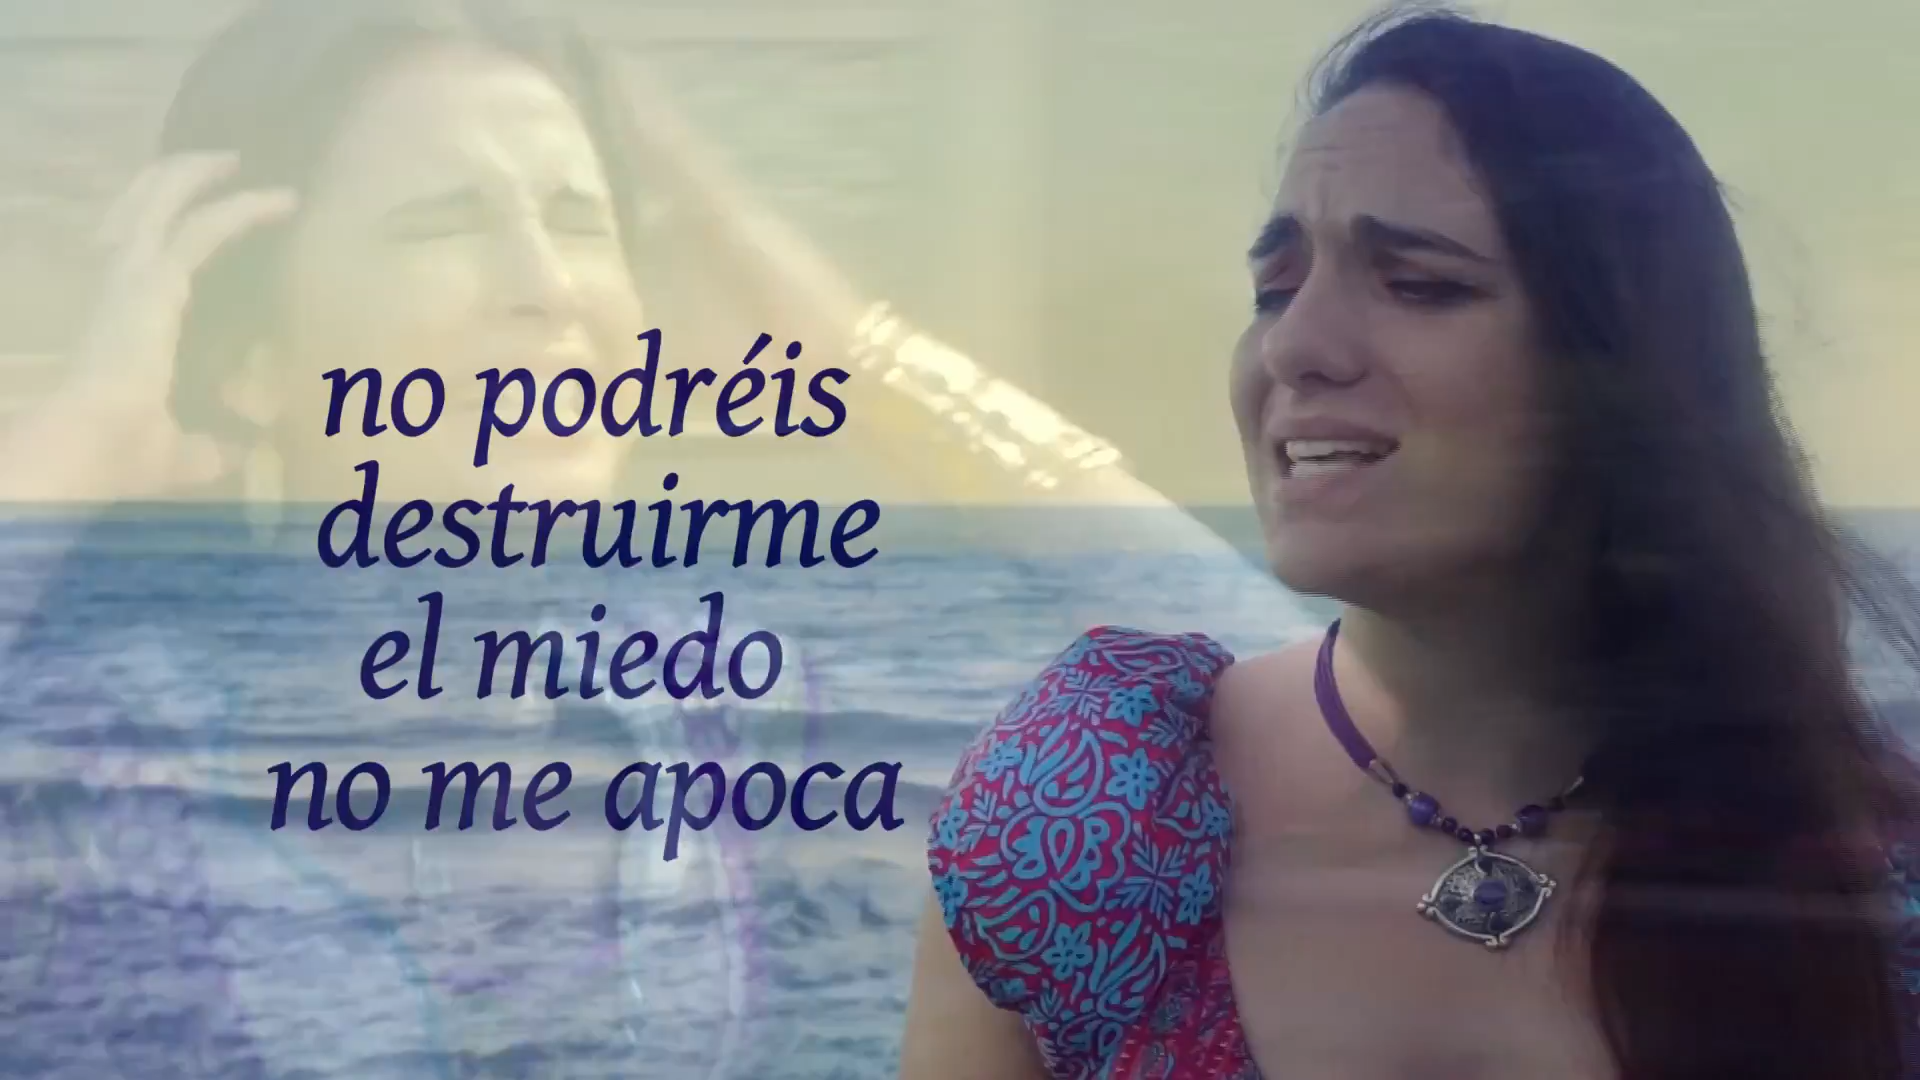 no podréis
destruirme
el miedo
no me apoca